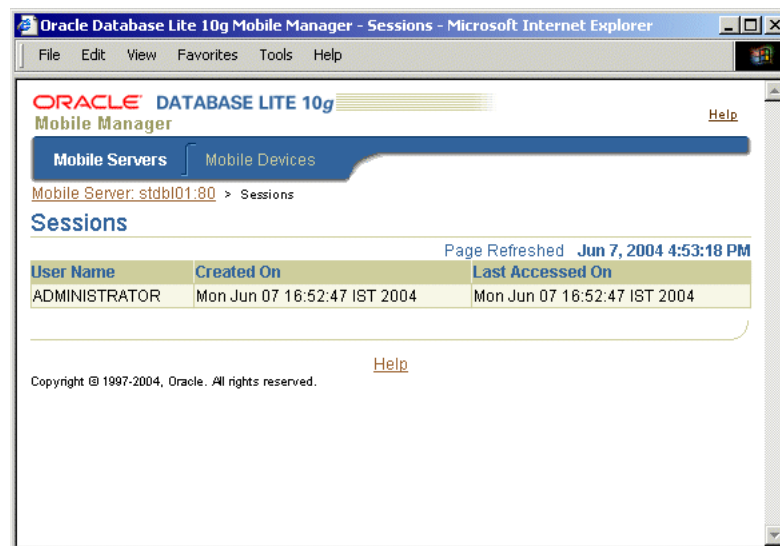 Oracle Database Lite 10g Mobile Manager - Sessions - Microsoft Internet Explorer
File Edit View Favorites Tools Help
ORACLE DATABASE LITE 10g
Mobile Manager
Help
Mobile Servers Mobile Devices
Mobile Server: stdbl01:80 > Sessions
Sessions
Page Refreshed Jun 7, 2004 4:53:18 PM
User Name Created On Last Accessed On
ADMINISTRATOR Mon Jun 07 16:52:47 IST 2004 Mon Jun 07 16:52:47 IST 2004
Help
Copyright © 1997-2004, Oracle. All rights reserved.